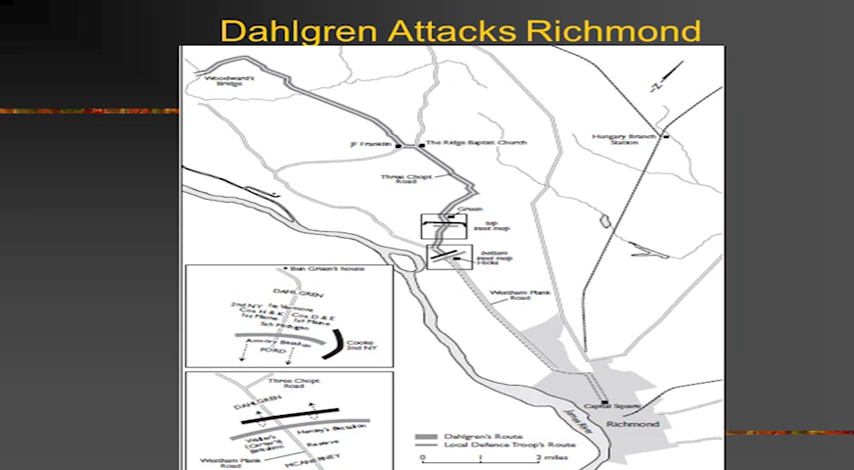 Dahlgren Attacks Richmond
Woodward's
Bridge
JF Franklin
The Ridge Baptist Church
Hungary Branch
Station
N
Three Chopt
Road
Green
top
inset map
bottom
inset map
Hicks
Westham Plank
Road
Capitol Square
Richmond
James River
Ben Green's house
DAHLGREN
2nd NY
1st Vermont
Cos H & K
Cos D & E
1st Maine
1st Maine
5th Michigan
Armory Battalion
FORD
Cooke
2nd NY
Three Chopt
Road
DAHLGREN
Henley's Battalion
Battalion
Reserve
Westham Plank
Road
MCANERNEY
Dahlgren's Route
Local Defence Troop's Route
0 1 2 miles